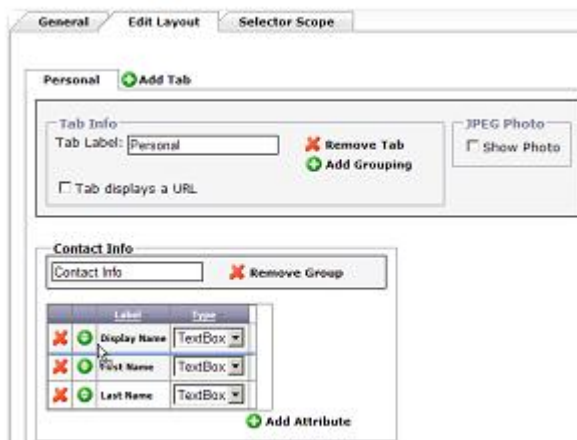 General Edit Layout Selector Scope
Personal Add Tab
Tab Info JPEG Photo
Tab Label: Personal Remove Tab Show Photo
Add Grouping
Tab displays a URL
Contact Info
Contact Info Remove Group
Label Type
Display Name TextBox
First Name TextBox
Last Name TextBox
Add Attribute